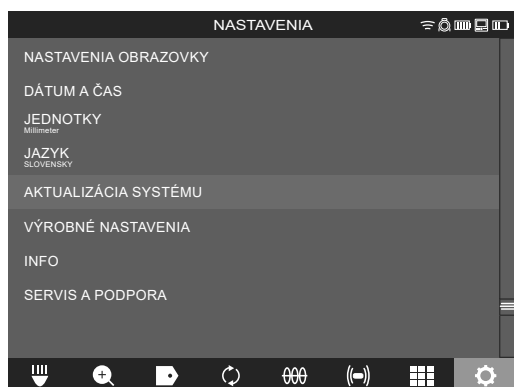 NASTAVENIA
NASTAVENIA OBRAZOVKY
DÁTUM A ČAS
JEDNOTKY
Millimeter
JAZYK
SLOVENSKY
AKTUALIZÁCIA SYSTÉMU
VÝROBNÉ NASTAVENIA
INFO
SERVIS A PODPORA